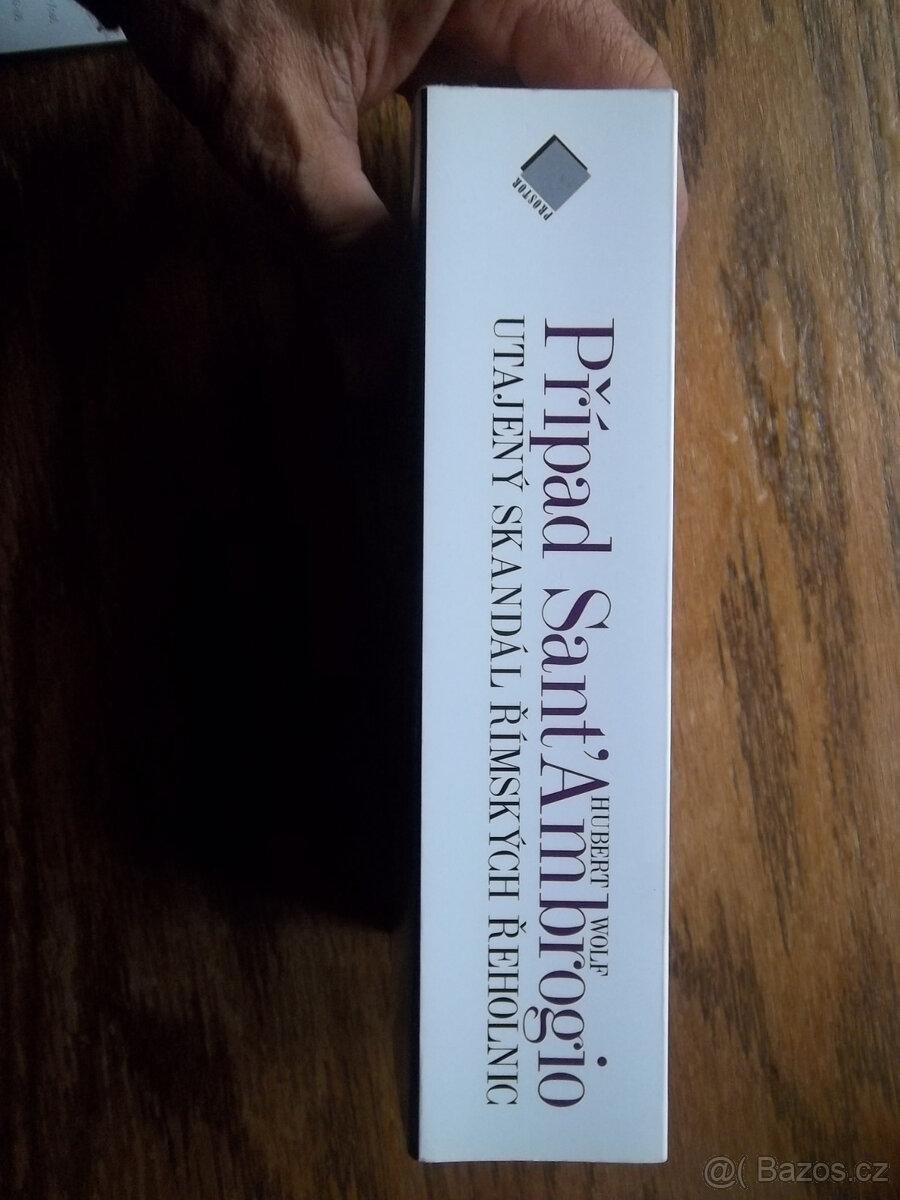 PROSTOR
HUBERT WOLF
Případ Sant'Ambrogio
UTAJENÝ SKANDÁL ŘÍMSKÝCH ŘEHOLNIC
@( Bazos.cz